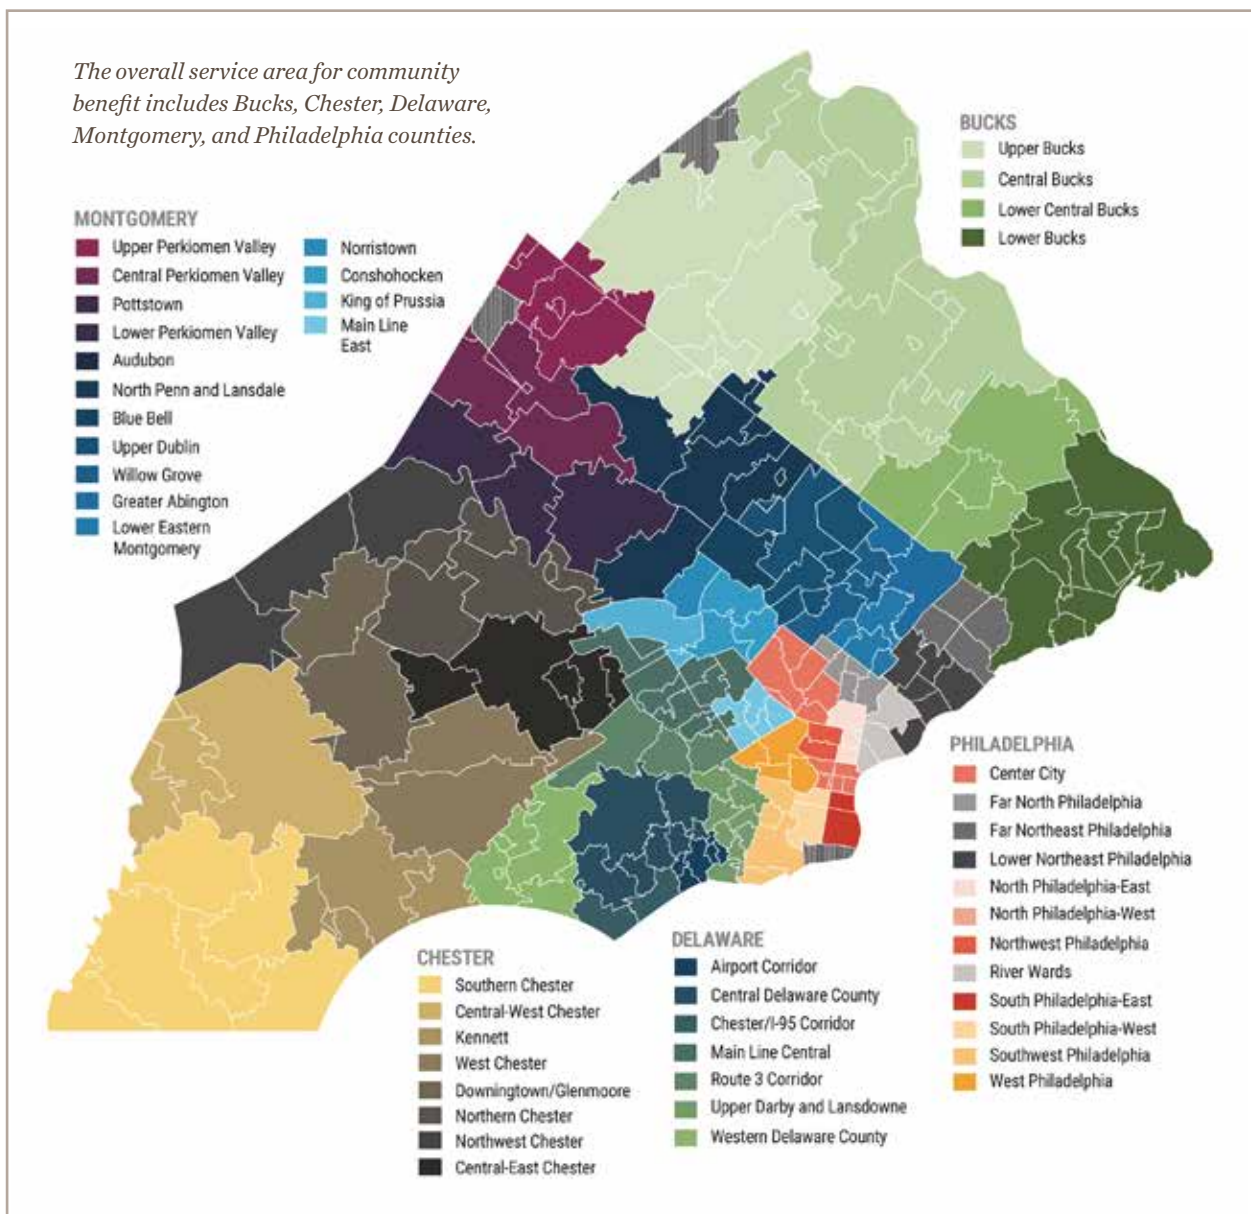 The overall service area for community
benefit includes Bucks, Chester, Delaware,
Montgomery, and Philadelphia counties.
MONTGOMERY
Upper Perkiomen Valley
Central Perkiomen Valley
Pottstown
Lower Perkiomen Valley
Audubon
North Penn and Lansdale
Blue Bell
Upper Dublin
Willow Grove
Greater Abington
Lower Eastern
Montgomery
Norristown
Conshohocken
King of Prussia
Main Line
East
BUCKS
Upper Bucks
Central Bucks
Lower Central Bucks
Lower Bucks
PHILADELPHIA
Center City
Far North Philadelphia
Far Northeast Philadelphia
Lower Northeast Philadelphia
North Philadelphia-East
North Philadelphia-West
Northwest Philadelphia
River Wards
South Philadelphia-East
South Philadelphia-West
Southwest Philadelphia
West Philadelphia
CHESTER
Southern Chester
Central-West Chester
Kennett
West Chester
Downingtown/Glenmoore
Northern Chester
Northwest Chester
Central-East Chester
DELAWARE
Airport Corridor
Central Delaware County
Chester/I-95 Corridor
Main Line Central
Route 3 Corridor
Upper Darby and Lansdowne
Western Delaware County